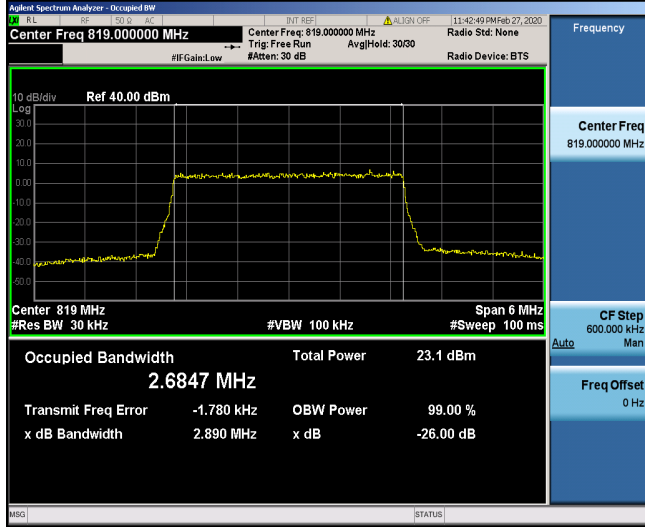 Agilent Spectrum Analyzer - Occupied BW
LXI RL RF 50 Ω AC INT REF ALIGN OFF 11:42:49 PM Feb 27, 2020
Center Freq 819.000000 MHz
Center Freq: 819.000000 MHz Radio Std: None
Trig: Free Run Avg|Hold: 30/30
#IFGain:Low #Atten: 30 dB Radio Device: BTS
Frequency
10 dB/div Ref 40.00 dBm
Log
30.0
20.0
10.0
0.00
-10.0
-20.0
-30.0
-40.0
-50.0
Center Freq
819.000000 MHz
Center 819 MHz Span 6 MHz
#Res BW 30 kHz #VBW 100 kHz #Sweep 100 ms
CF Step
600.000 kHz
Auto Man
Occupied Bandwidth Total Power 23.1 dBm
2.6847 MHz
Transmit Freq Error -1.780 kHz OBW Power 99.00 %
x dB Bandwidth 2.890 MHz x dB -26.00 dB
Freq Offset
0 Hz
MSG STATUS